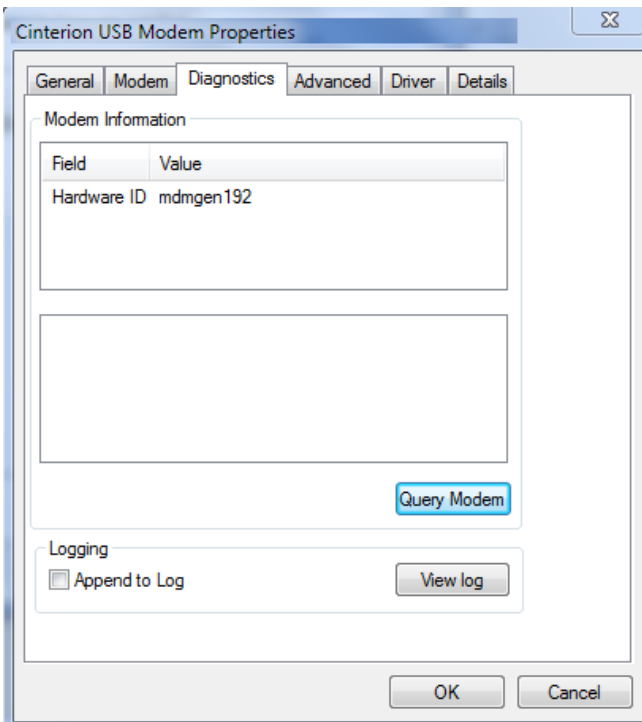 Cinterion USB Modem Properties
General Modem Diagnostics Advanced Driver Details
Modem Information
Field Value
Hardware ID mdmgen192
Query Modem
Logging
Append to Log View log
OK Cancel